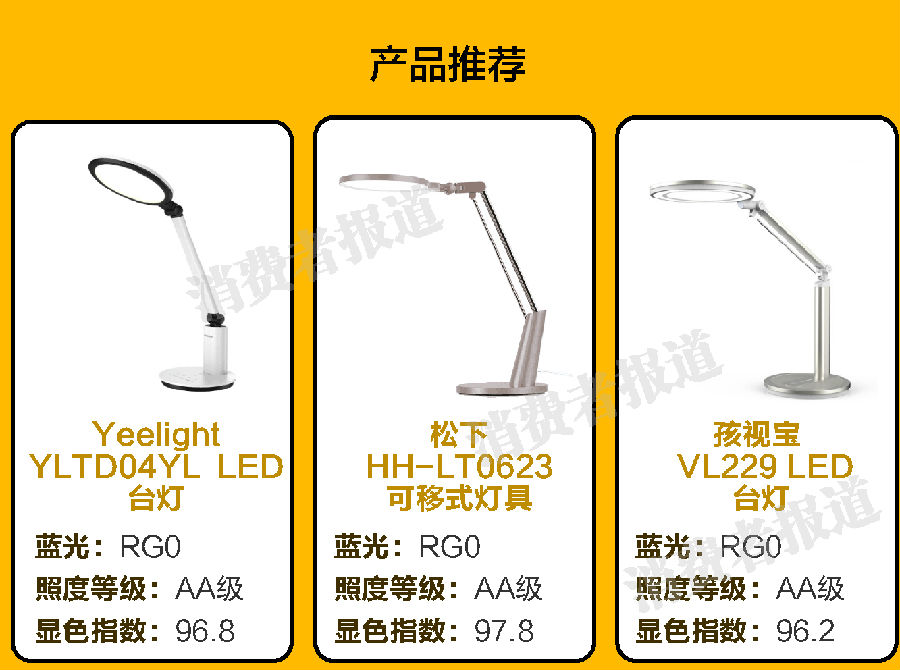 产品推荐
Yeelight
YLTD04YL LED
台灯
蓝光：RG0
照度等级：AA级
显色指数：96.8
松下
HH-LT0623
可移式灯具
蓝光：RG0
照度等级：AA级
显色指数：97.8
孩视宝
VL229 LED
台灯
蓝光：RG0
照度等级：AA级
显色指数：96.2
消费者报道
消费者报道
消费者报道